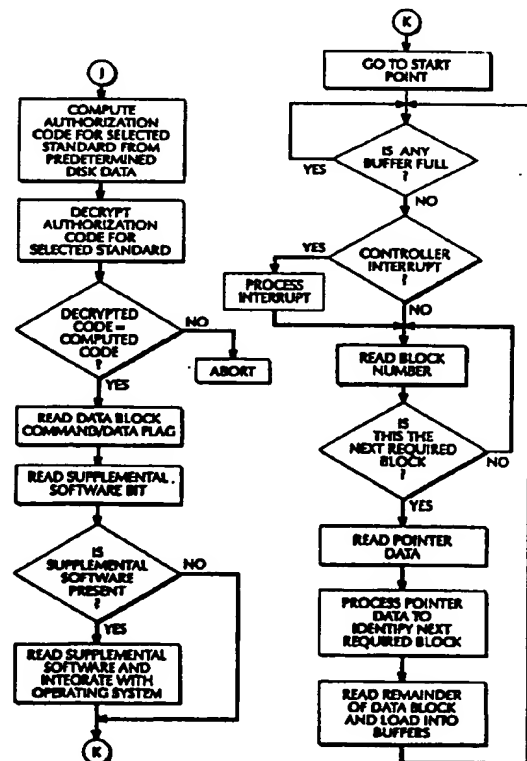 J
COMPUTE
AUTHORIZATION
CODE FOR SELECTED
STANDARD FROM
PREDETERMINED
DISK DATA
DECRYPT
AUTHORIZATION
CODE FOR
SELECTED STANDARD
DECRYPTED
CODE =
COMPUTED
CODE
?
NO
ABORT
YES
READ DATA BLOCK
COMMAND/DATA FLAG
READ SUPPLEMENTAL
SOFTWARE BIT
IS
SUPPLEMENTAL
SOFTWARE
PRESENT
?
NO
YES
READ SUPPLEMENTAL
SOFTWARE AND
INTEGRATE WITH
OPERATING SYSTEM
K
K
GO TO START
POINT
IS ANY
BUFFER FULL
?
YES
NO
CONTROLLER
INTERRUPT
?
YES
PROCESS
INTERRUPT
NO
READ BLOCK
NUMBER
IS
THIS THE
NEXT REQUIRED
BLOCK
?
NO
YES
READ POINTER
DATA
PROCESS POINTER
DATA TO
IDENTIFY NEXT
REQUIRED BLOCK
READ REMAINDER
OF DATA BLOCK
AND LOAD INTO
BUFFERS